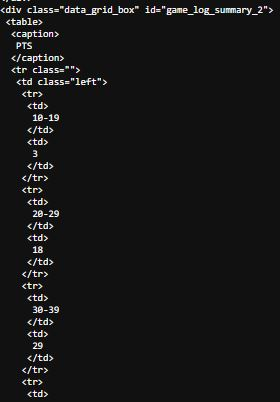 <div class="data_grid_box" id="game_log_summary_2">
<table>
<caption>
PTS
</caption>
<tr class="">
<td class="left">
<tr>
<td>
10-19
</td>
<td>
3
</td>
</tr>
<tr>
<td>
20-29
</td>
<td>
18
</td>
</tr>
<tr>
<td>
30-39
</td>
<td>
29
</td>
</tr>
<tr>
<td>